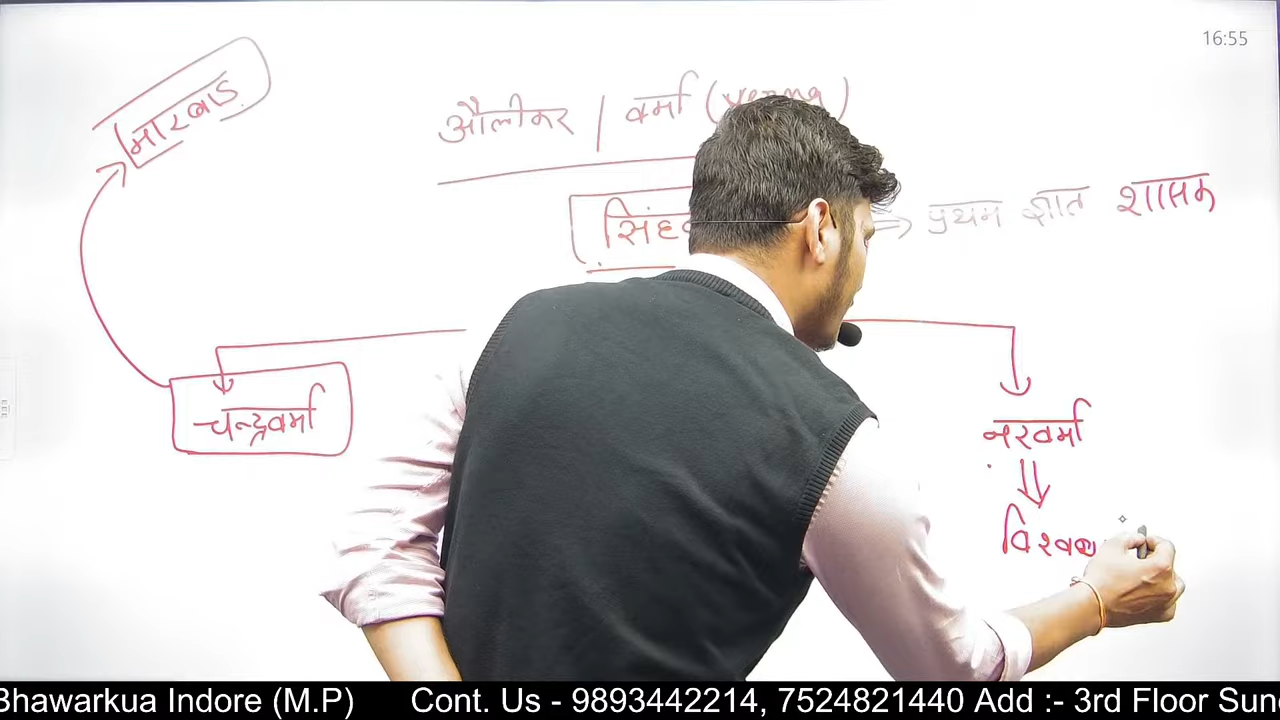 16:55
मारवाड़
औलीकर / वर्मा (
सिंह
⇒ प्रथम ज्ञात शासक
चन्द्रवर्मा
नरवर्मा
विश्वव
Bhawarkua Indore (M.P) Cont. Us - 9893442214, 7524821440 Add :- 3rd Floor Sun